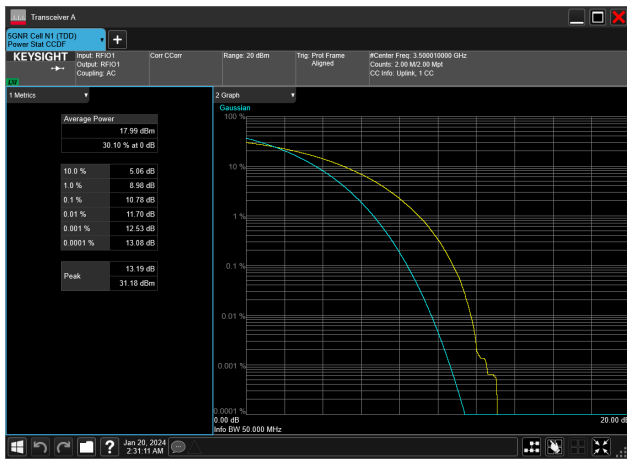 Transceiver A
5GNR Cell N1 (TDD)
Power Stat CCDF
KEYSIGHT
Input: RFIO1
Output: RFIO1
Coupling: AC
Corr CCorr
Range: 20 dBm
Trig: Prot Frame
Aligned
#Center Freq: 3.500010000 GHz
Counts: 2.00 M/2.00 Mpt
CC Info: Uplink, 1 CC
1 Metrics
2 Graph
Average Power
17.99 dBm
30.10 % at 0 dB
10.0 % 5.06 dB
1.0 % 8.98 dB
0.1 % 10.78 dB
0.01 % 11.70 dB
0.001 % 12.53 dB
0.0001 % 13.08 dB
Peak
13.19 dB
31.18 dBm
Gaussian
100 %
10 %
1 %
0.1 %
0.01 %
0.001 %
0.0001 %
0.00 dB
20.00 dB
Info BW 50.000 MHz
Jan 20, 2024
2:31:11 AM